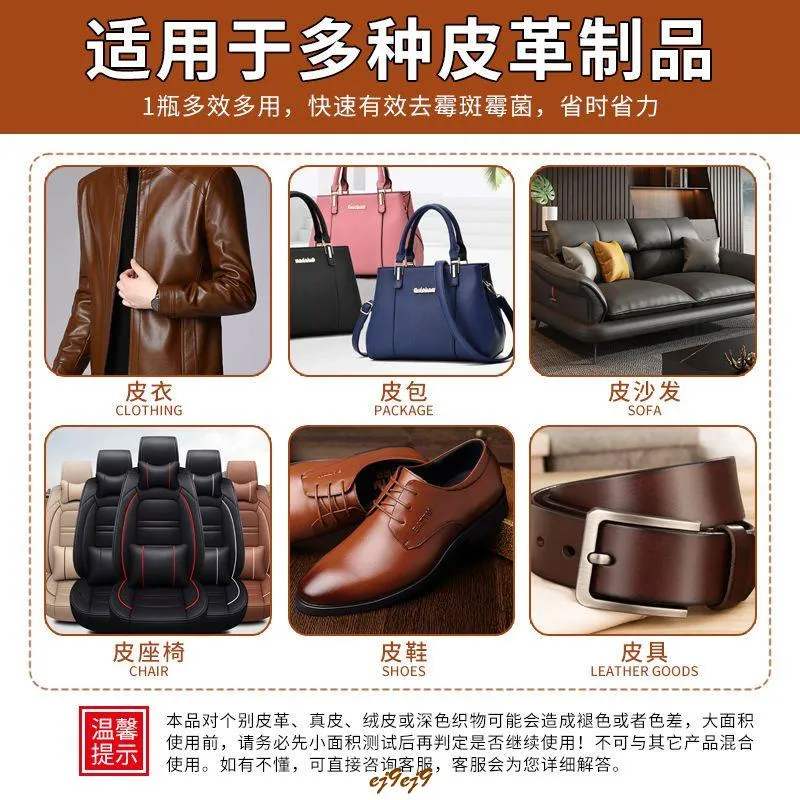 适用于多种皮革制品
1瓶多效多用，快速有效去霉斑霉菌，省时省力
皮衣
CLOTHING
皮包
PACKAGE
皮沙发
SOFA
皮座椅
CHAIR
皮鞋
SHOES
皮具
LEATHER GOODS
温馨
提示
本品对个别皮革、真皮、绒皮或深色织物可能会造成褪色或者色差，大面积
使用前，请务必先小面积测试后再判定是否继续使用！不可与其它产品混合
使用。如有不懂，可直接咨询客服，客服会为您详细解答。
ej9ej9